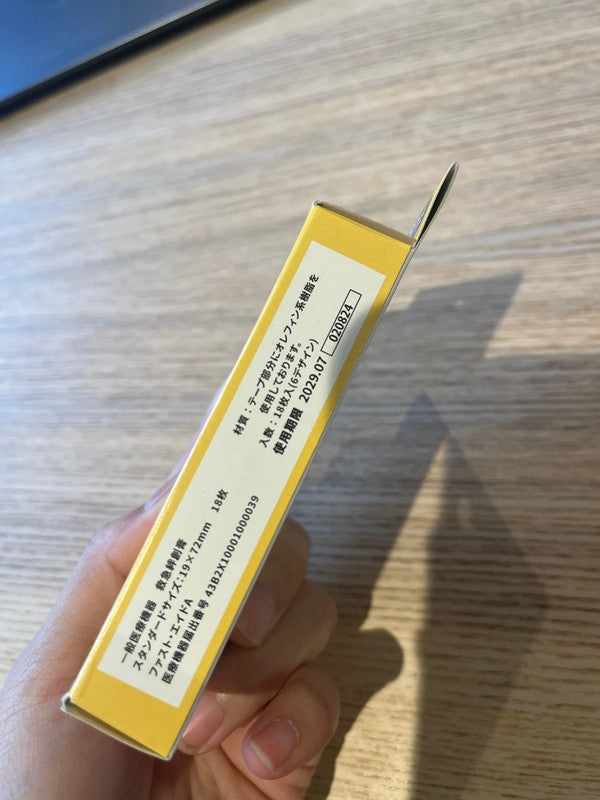 一般医療機器　救急絆創膏
スタンダードサイズ:19×72mm　18枚
ファスト・エイドA
医療機器届出番号 43B2X10001000039
材質：テープ部分にオレフィン系樹脂を
使用しております。
入数：18枚入(6デザイン)
使用期限 2029.07 020824